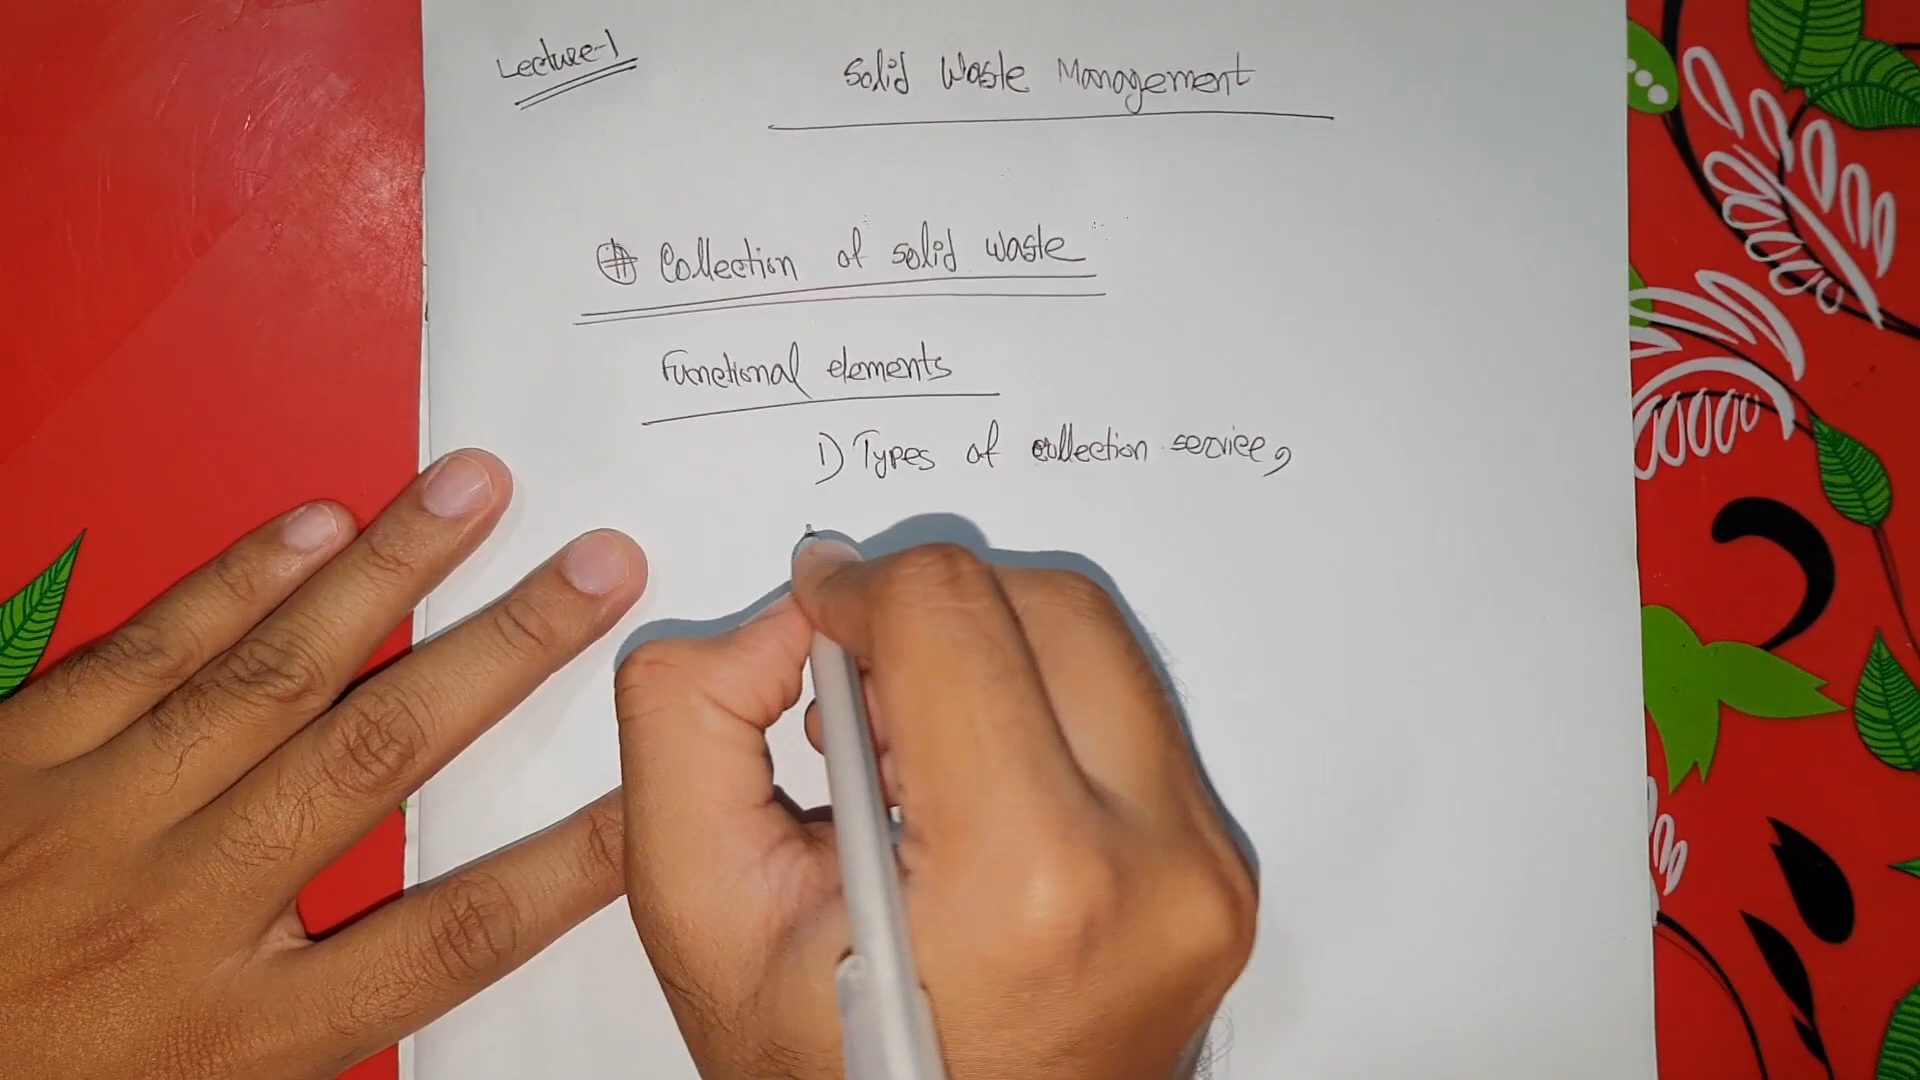 Lecture-1
Solid Waste Management
# Collection of solid waste
Functional elements
1) Types of collection service,